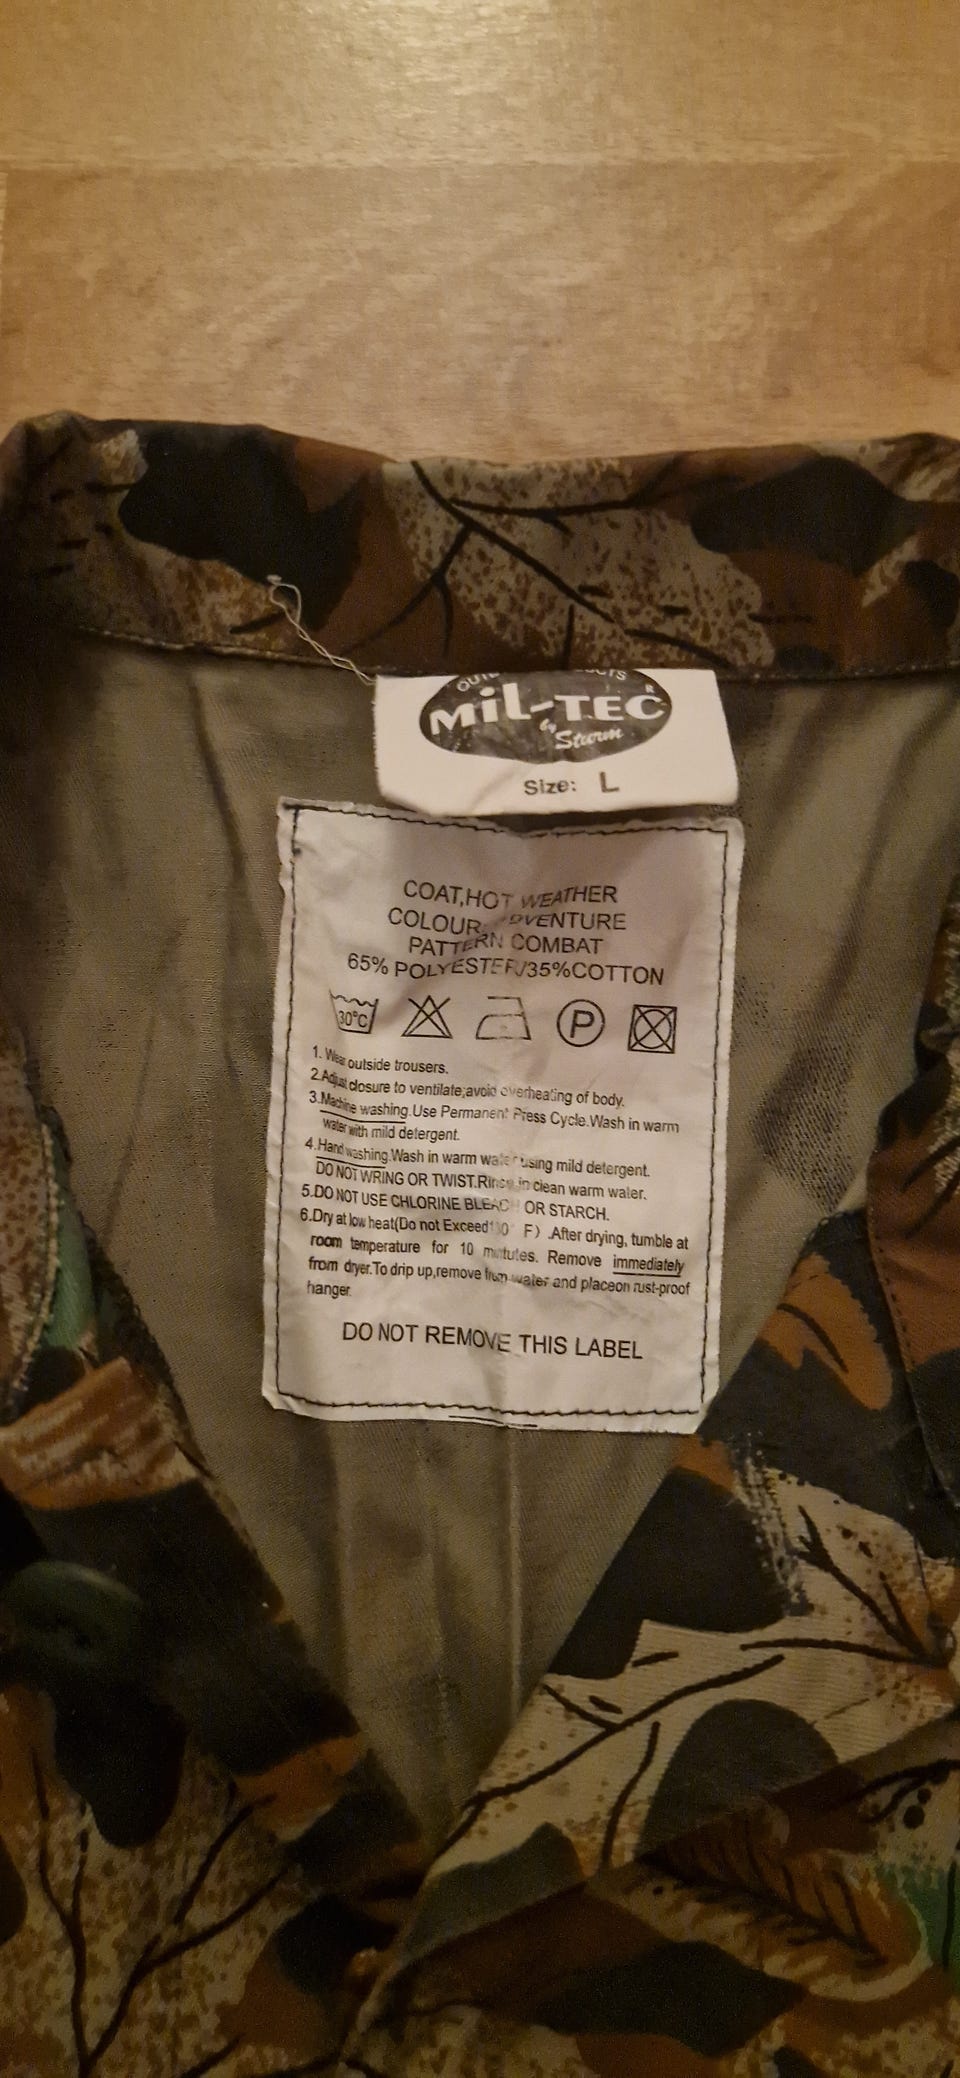 MiL-TEC
R
by Sturm
Size: L
COAT,HOT WEATHER
COLOUR
PATTERN COMBAT
65% POLYESTER/35%COTTON
30°C
P
1. Wear outside trousers.
2.Adjust closure to ventilate;avoid overheating of body.
3.Machine washing.Use Permanent Press Cycle.Wash in warm
water with mild detergent.
4.Hand washing.Wash in warm water using mild detergent.
DO NOT WRING OR TWIST.Rinse in clean warm water.
5.DO NOT USE CHLORINE BLEACH OR STARCH.
6.Dry at low heat(Do not Exceed F) .After drying, tumble at
room temperature for 10 Remove immediately
from dryer.To drip up,remove from water and placeon rust-proof
hanger.
DO NOT REMOVE THIS LABEL